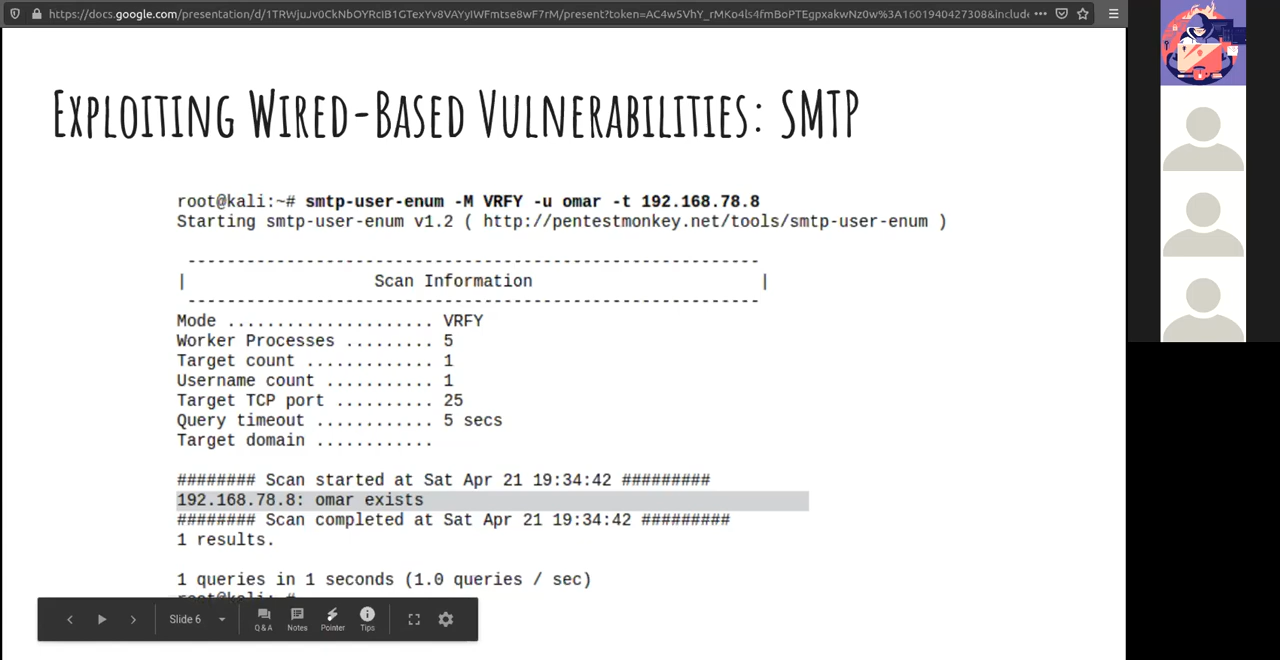 https://docs.google.com/presentation/d/1TRWjuJv0CkNbOYRcIB1GTexYv8VAYyIWFmtse8wF7rM/present?token=AC4w5VhY_rMKo4ls4fmBoPTEgpxakwNz0w%3A1601940427308&include
EXPLOITING WIRED-BASED VULNERABILITIES: SMTP
root@kali:~# smtp-user-enum -M VRFY -u omar -t 192.168.78.8
Starting smtp-user-enum v1.2 ( http://pentestmonkey.net/tools/smtp-user-enum )
----------------------------------------------------------
| Scan Information |
----------------------------------------------------------
Mode ..................... VRFY
Worker Processes ......... 5
Target count ............. 1
Username count ........... 1
Target TCP port .......... 25
Query timeout ............ 5 secs
Target domain ............
######## Scan started at Sat Apr 21 19:34:42 #########
192.168.78.8: omar exists
######## Scan completed at Sat Apr 21 19:34:42 #########
1 results.
1 queries in 1 seconds (1.0 queries / sec)
root@kali:~#
Slide 6
Q & A
Notes
Pointer
Tips